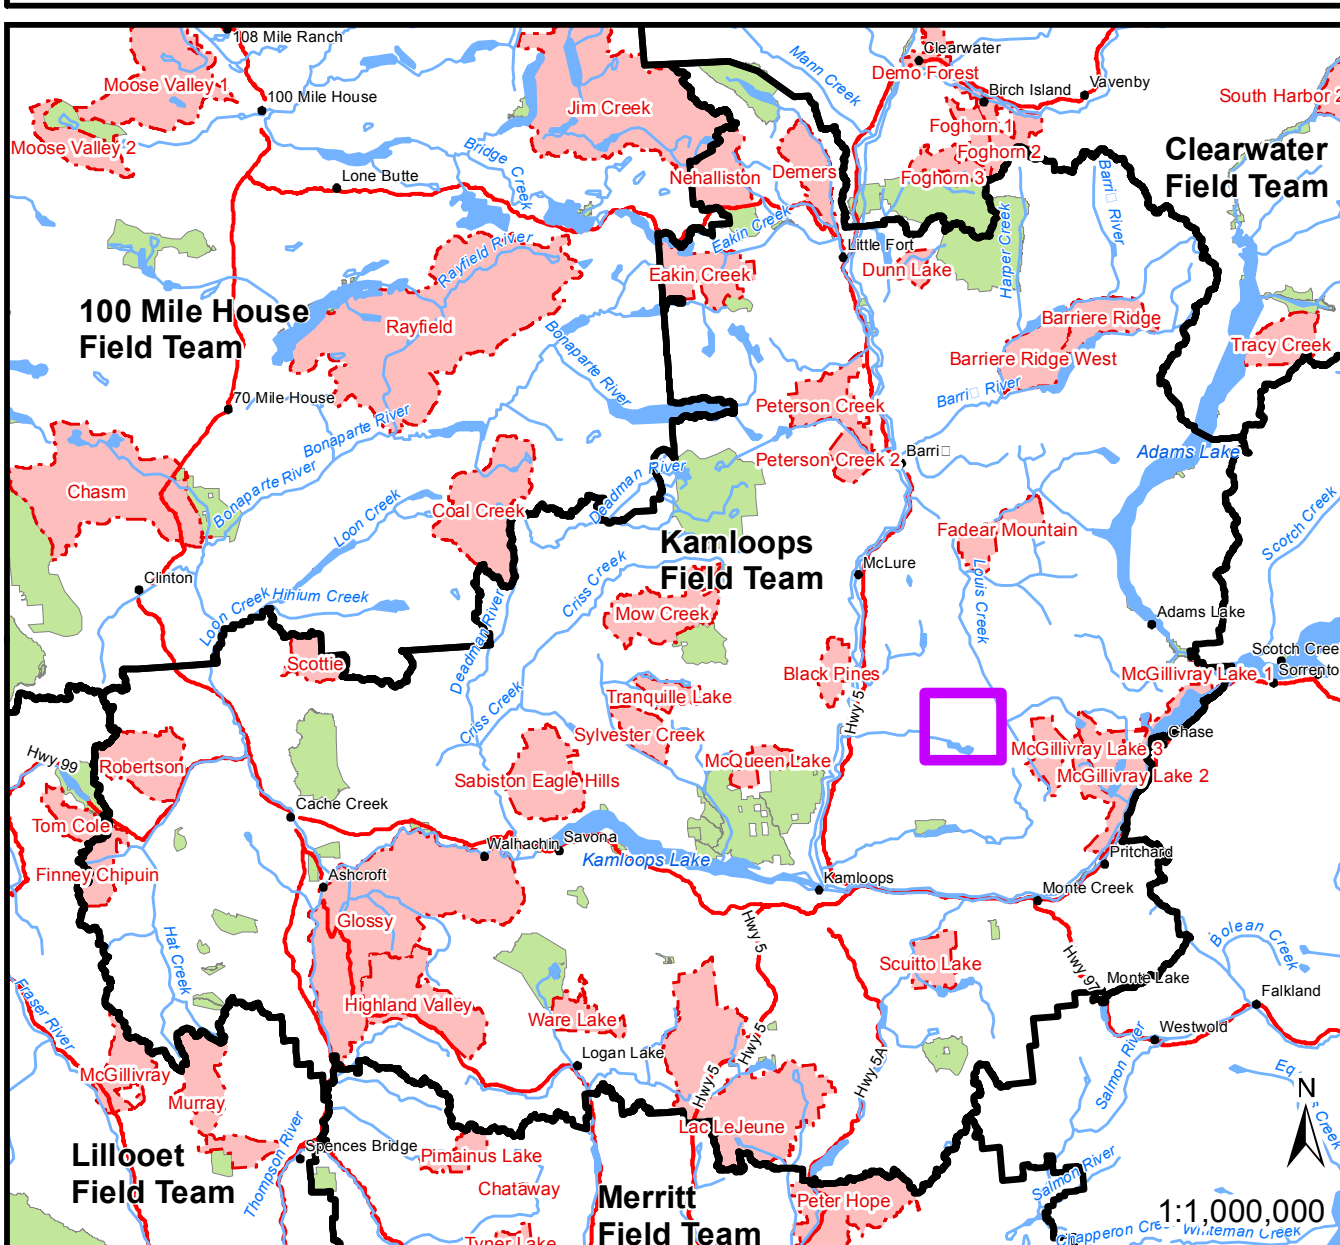 108 Mile Ranch
Moose Valley 1
100 Mile House
Moose Valley 2
Lone Butte
Bridge
Creek
Jim Creek
Mann Creek
Clearwater
Demo Forest
Birch Island
Vavenby
South Harbor 2
Foghorn 1
Foghorn 2
Foghorn 3
Clearwater
Field Team
Nehalliston
Demers
Eakin Creek
Little Fort
Eakin Creek
Dunn Lake
Harper Creek
Barri□ River
Rayfield River
100 Mile House
Field Team
Rayfield
Barriere Ridge
Tracy Creek
Barriere Ridge West
Bonaparte River
Barri□ River
70 Mile House
Bonaparte River
Peterson Creek
Peterson Creek 2
Barri□
Adams Lake
Chasm
Bonaparte River
Deadman River
Coal Creek
Loon Creek
Scotch Creek
Fadear Mountain
Kamloops
Field Team
McLure
Clinton
Loon Creek
Hihium Creek
Criss Creek
Mow Creek
Louis Creek
Adams Lake
Deadman River
Scottie
Black Pines
Scotch Cree
McGillivray Lake 1
Sorrento
Tranquille Lake
Criss Creek
Hwy 5
Sylvester Creek
Chase
McGillivray Lake 3
Hwy 99
Robertson
McQueen Lake
McGillivray Lake 2
Sabiston Eagle Hills
Cache Creek
Tom Cole
Walhachin
Savona
Kamloops Lake
Pritchard
Finney Chipuin
Ashcroft
Kamloops
Monte Creek
Glossy
Hwy 5
Hat Creek
Bolean Creek
Scuitto Lake
Hwy 97
Monte Lake
Highland Valley
Falkland
Fraser River
Ware Lake
Westwold
Hwy 5
Logan Lake
Salmon River
Hwy 5A
Hwy 5
McGillivray
Murray
N
Lac LeJeune
Lillooet
Field Team
Thompson River
Spences Bridge
Pimainus Lake
Salmon River
Chataway
Merritt
Field Team
Peter Hope
1:1,000,000
Tyner Lake
Chapperon Cre
Whiteman Creek